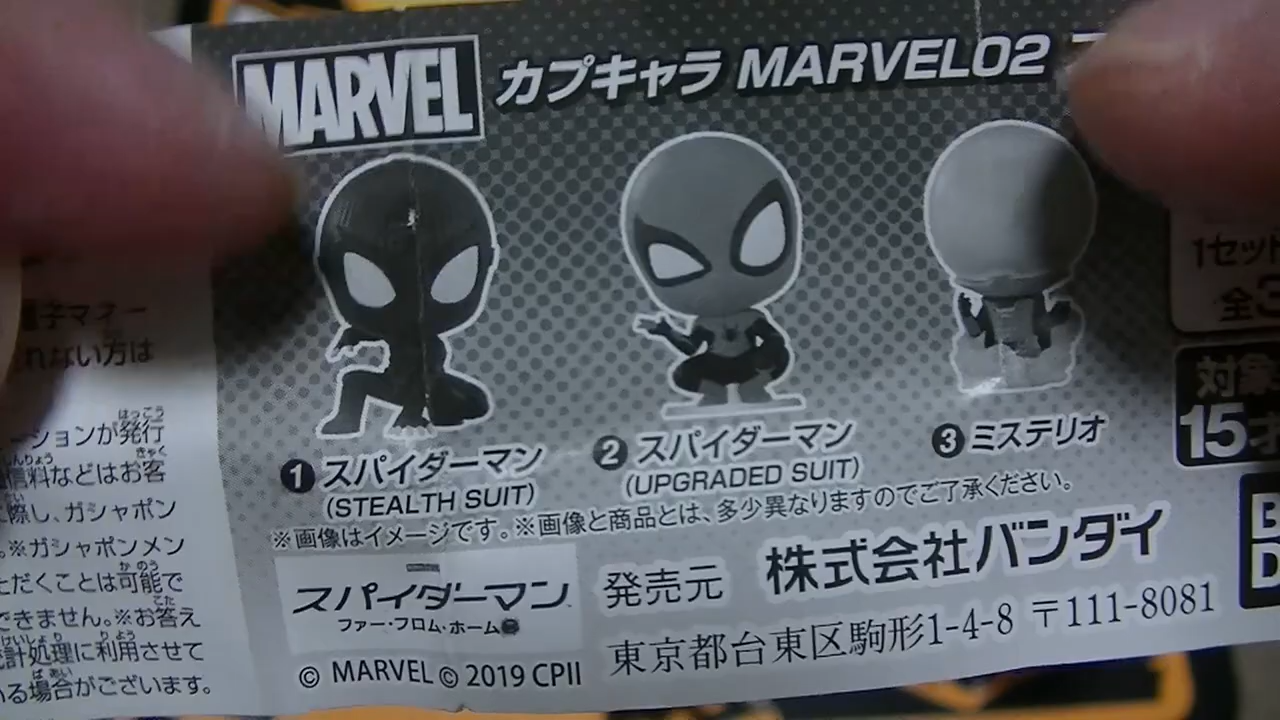 MARVEL カプキャラ MARVEL02
1セット
全3
対象
15才
❶スパイダーマン
(STEALTH SUIT)
❷スパイダーマン
(UPGRADED SUIT)
❸ミステリオ
※画像はイメージです。※画像と商品とは、多少異なりますのでご了承ください。
スパイダーマン
ファー・フロム・ホーム
発売元 株式会社バンダイ
東京都台東区駒形1-4-8 〒111-8081
© MARVEL © 2019 CPII
子マネー
れない方は
ーションが発行
信料などはお客
際し、ガシャポン
。※ガシャポンメン
ただくことは可能で
できません。※お答え
計処理に利用させて
いる場合がございます。